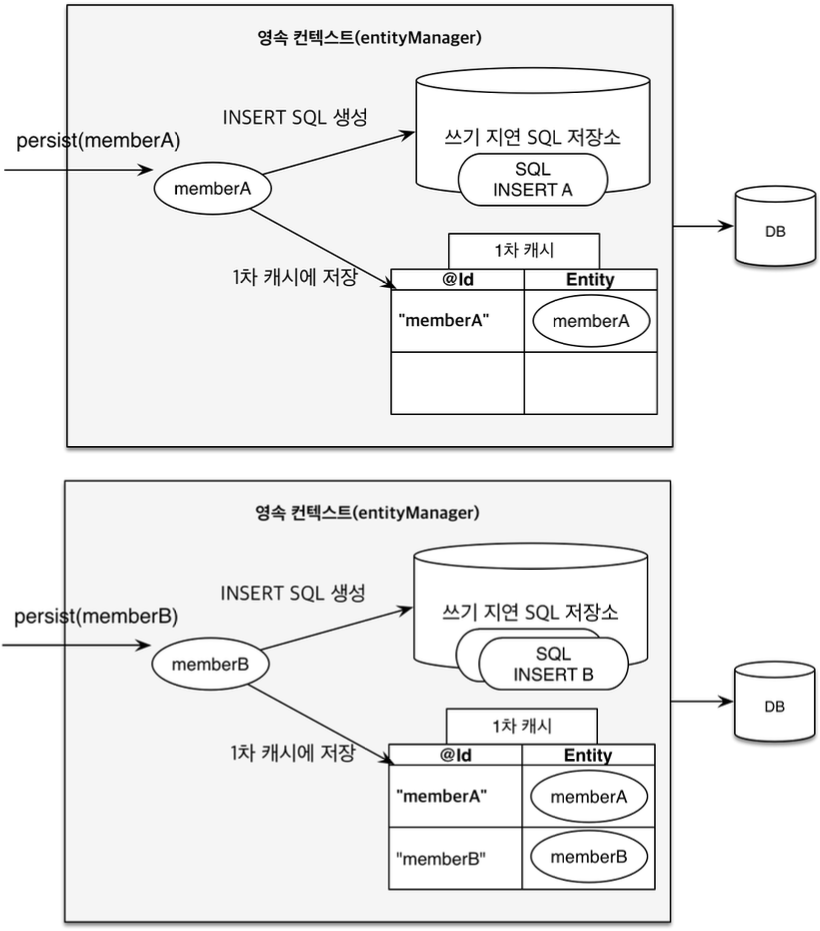 영속 컨텍스트(entityManager)
INSERT SQL 생성
persist(memberA)
쓰기 지연 SQL 저장소
SQL
INSERT A
memberA
DB
1차 캐시
1차 캐시에 저장
@Id Entity
"memberA" memberA
영속 컨텍스트(entityManager)
INSERT SQL 생성
persist(memberB)
쓰기 지연 SQL 저장소
SQL
INSERT B
memberB
DB
1차 캐시
1차 캐시에 저장
@Id Entity
"memberA" memberA
"memberB" memberB